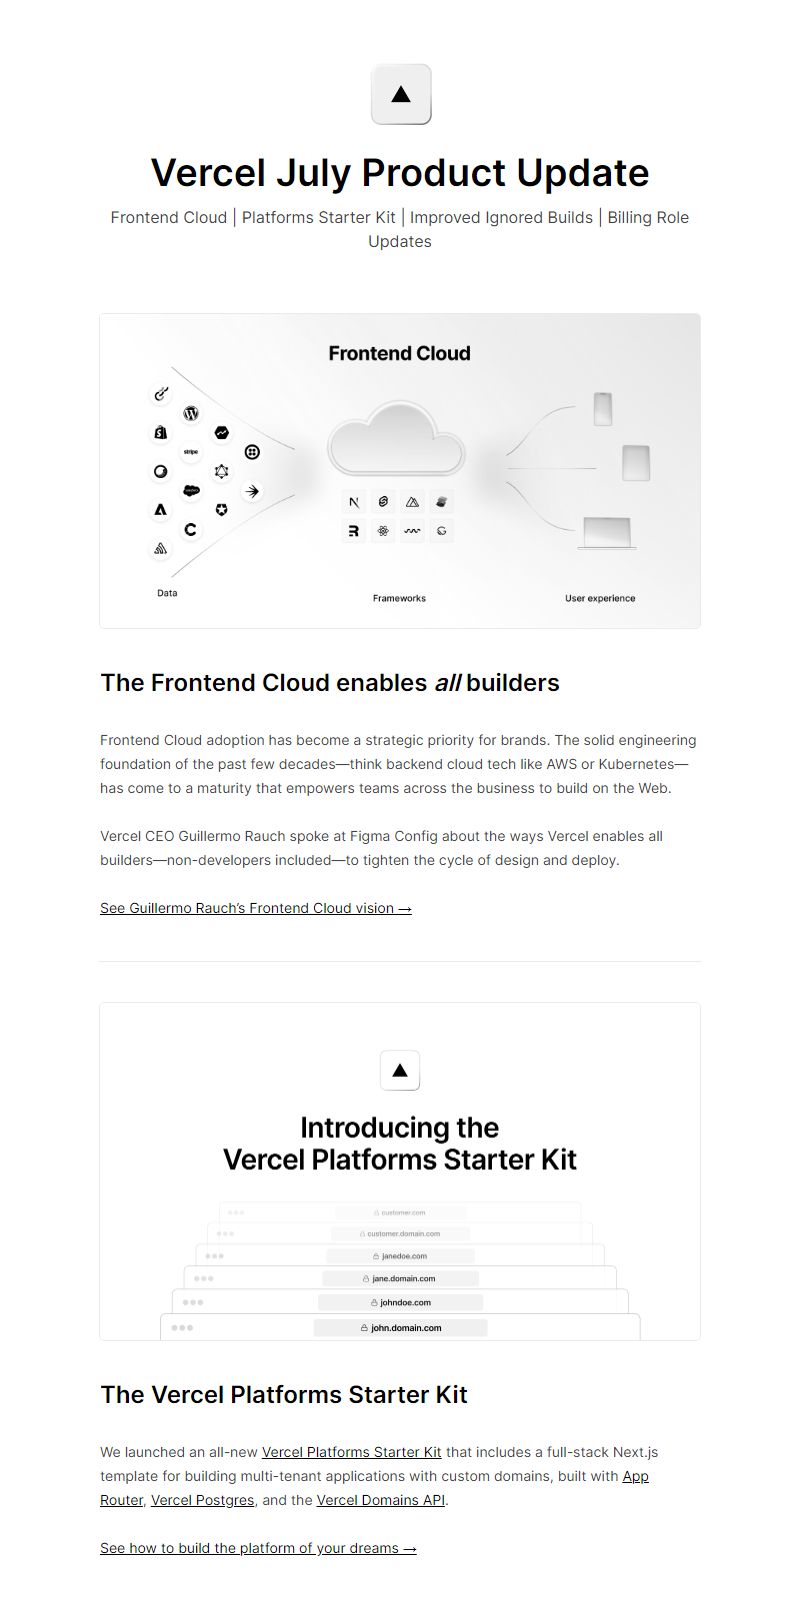 Vercel July Product Update
Frontend Cloud | Platforms Starter Kit | Improved Ignored Builds | Billing Role
Updates
Frontend Cloud
stripe
Data
Frameworks
User experience
The Frontend Cloud enables all builders
Frontend Cloud adoption has become a strategic priority for brands. The solid engineering
foundation of the past few decades—think backend cloud tech like AWS or Kubernetes—
has come to a maturity that empowers teams across the business to build on the Web.
Vercel CEO Guillermo Rauch spoke at Figma Config about the ways Vercel enables all
builders—non-developers included—to tighten the cycle of design and deploy.
See Guillermo Rauch’s Frontend Cloud vision →
Introducing the
Vercel Platforms Starter Kit
customer.com
customer.domain.com
janedoe.com
jane.domain.com
johndoe.com
john.domain.com
The Vercel Platforms Starter Kit
We launched an all-new Vercel Platforms Starter Kit that includes a full-stack Next.js
template for building multi-tenant applications with custom domains, built with App
Router, Vercel Postgres, and the Vercel Domains API.
See how to build the platform of your dreams →